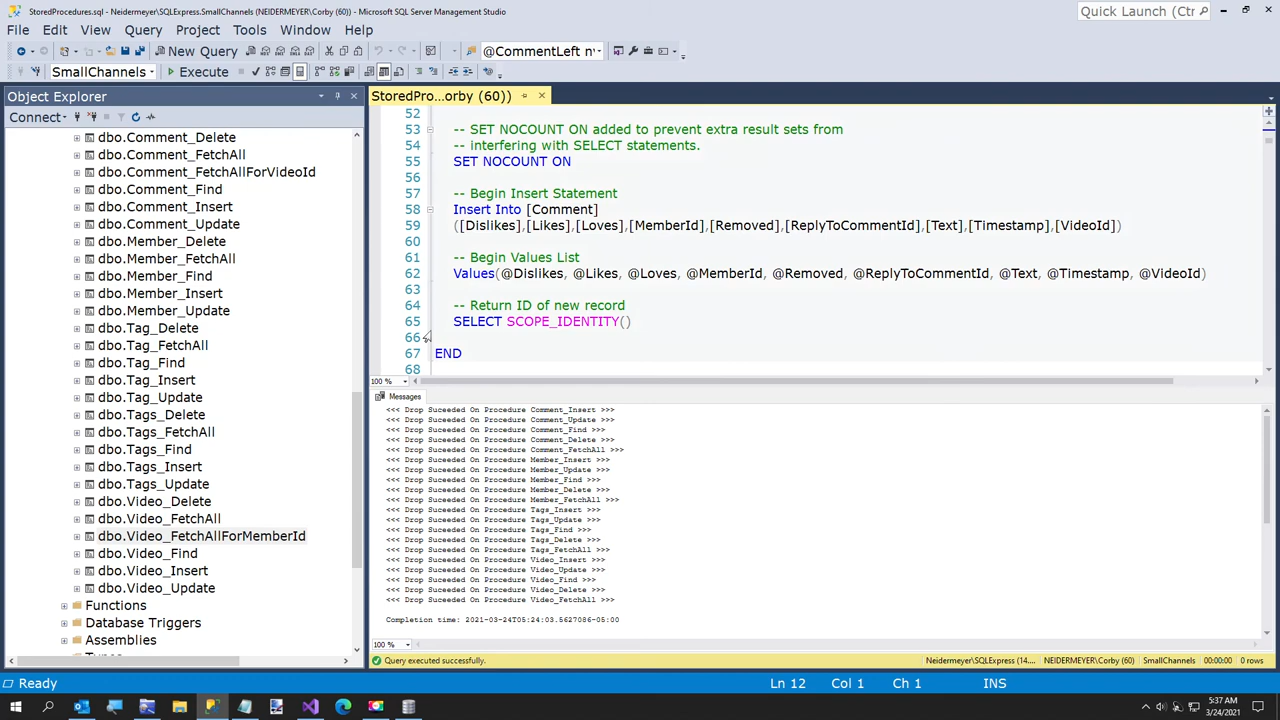 StoredProcedures.sql - Neidermeyer\SQLExpress.SmallChannels (NEIDERMEYER\Corby (60)) - Microsoft SQL Server Management Studio
Quick Launch (Ctr
File Edit View Query Project Tools Window Help
New Query
@CommentLeft n
SmallChannels
Execute
Object Explorer
StoredPro...orby (60))
Connect
dbo.Comment_Delete
dbo.Comment_FetchAll
dbo.Comment_FetchAllForVideoId
dbo.Comment_Find
dbo.Comment_Insert
dbo.Comment_Update
dbo.Member_Delete
dbo.Member_FetchAll
dbo.Member_Find
dbo.Member_Insert
dbo.Member_Update
dbo.Tag_Delete
dbo.Tag_FetchAll
dbo.Tag_Find
dbo.Tag_Insert
dbo.Tag_Update
dbo.Tags_Delete
dbo.Tags_FetchAll
dbo.Tags_Find
dbo.Tags_Insert
dbo.Tags_Update
dbo.Video_Delete
dbo.Video_FetchAll
dbo.Video_FetchAllForMemberId
dbo.Video_Find
dbo.Video_Insert
dbo.Video_Update
Functions
Database Triggers
Assemblies
52
53 -- SET NOCOUNT ON added to prevent extra result sets from
54 -- interfering with SELECT statements.
55 SET NOCOUNT ON
56
57 -- Begin Insert Statement
58 Insert Into [Comment]
59 ([Dislikes],[Likes],[Loves],[MemberId],[Removed],[ReplyToCommentId],[Text],[Timestamp],[VideoId])
60
61 -- Begin Values List
62 Values(@Dislikes, @Likes, @Loves, @MemberId, @Removed, @ReplyToCommentId, @Text, @Timestamp, @VideoId)
63
64 -- Return ID of new record
65 SELECT SCOPE_IDENTITY()
66
67 END
68
100 %
Messages
<<< Drop Suceeded On Procedure Comment_Insert >>>
<<< Drop Suceeded On Procedure Comment_Update >>>
<<< Drop Suceeded On Procedure Comment_Find >>>
<<< Drop Suceeded On Procedure Comment_Delete >>>
<<< Drop Suceeded On Procedure Comment_FetchAll >>>
<<< Drop Suceeded On Procedure Member_Insert >>>
<<< Drop Suceeded On Procedure Member_Update >>>
<<< Drop Suceeded On Procedure Member_Find >>>
<<< Drop Suceeded On Procedure Member_Delete >>>
<<< Drop Suceeded On Procedure Member_FetchAll >>>
<<< Drop Suceeded On Procedure Tags_Insert >>>
<<< Drop Suceeded On Procedure Tags_Update >>>
<<< Drop Suceeded On Procedure Tags_Find >>>
<<< Drop Suceeded On Procedure Tags_Delete >>>
<<< Drop Suceeded On Procedure Tags_FetchAll >>>
<<< Drop Suceeded On Procedure Video_Insert >>>
<<< Drop Suceeded On Procedure Video_Update >>>
<<< Drop Suceeded On Procedure Video_Find >>>
<<< Drop Suceeded On Procedure Video_Delete >>>
<<< Drop Suceeded On Procedure Video_FetchAll >>>
Completion time: 2021-03-24T05:24:03.5627086-05:00
100 %
Query executed successfully.
Neidermeyer\SQLExpress (14.... NEIDERMEYER\Corby (60) SmallChannels 00:00:00 0 rows
Ready Ln 12 Col 1 Ch 1 INS
5:37 AM
3/24/2021